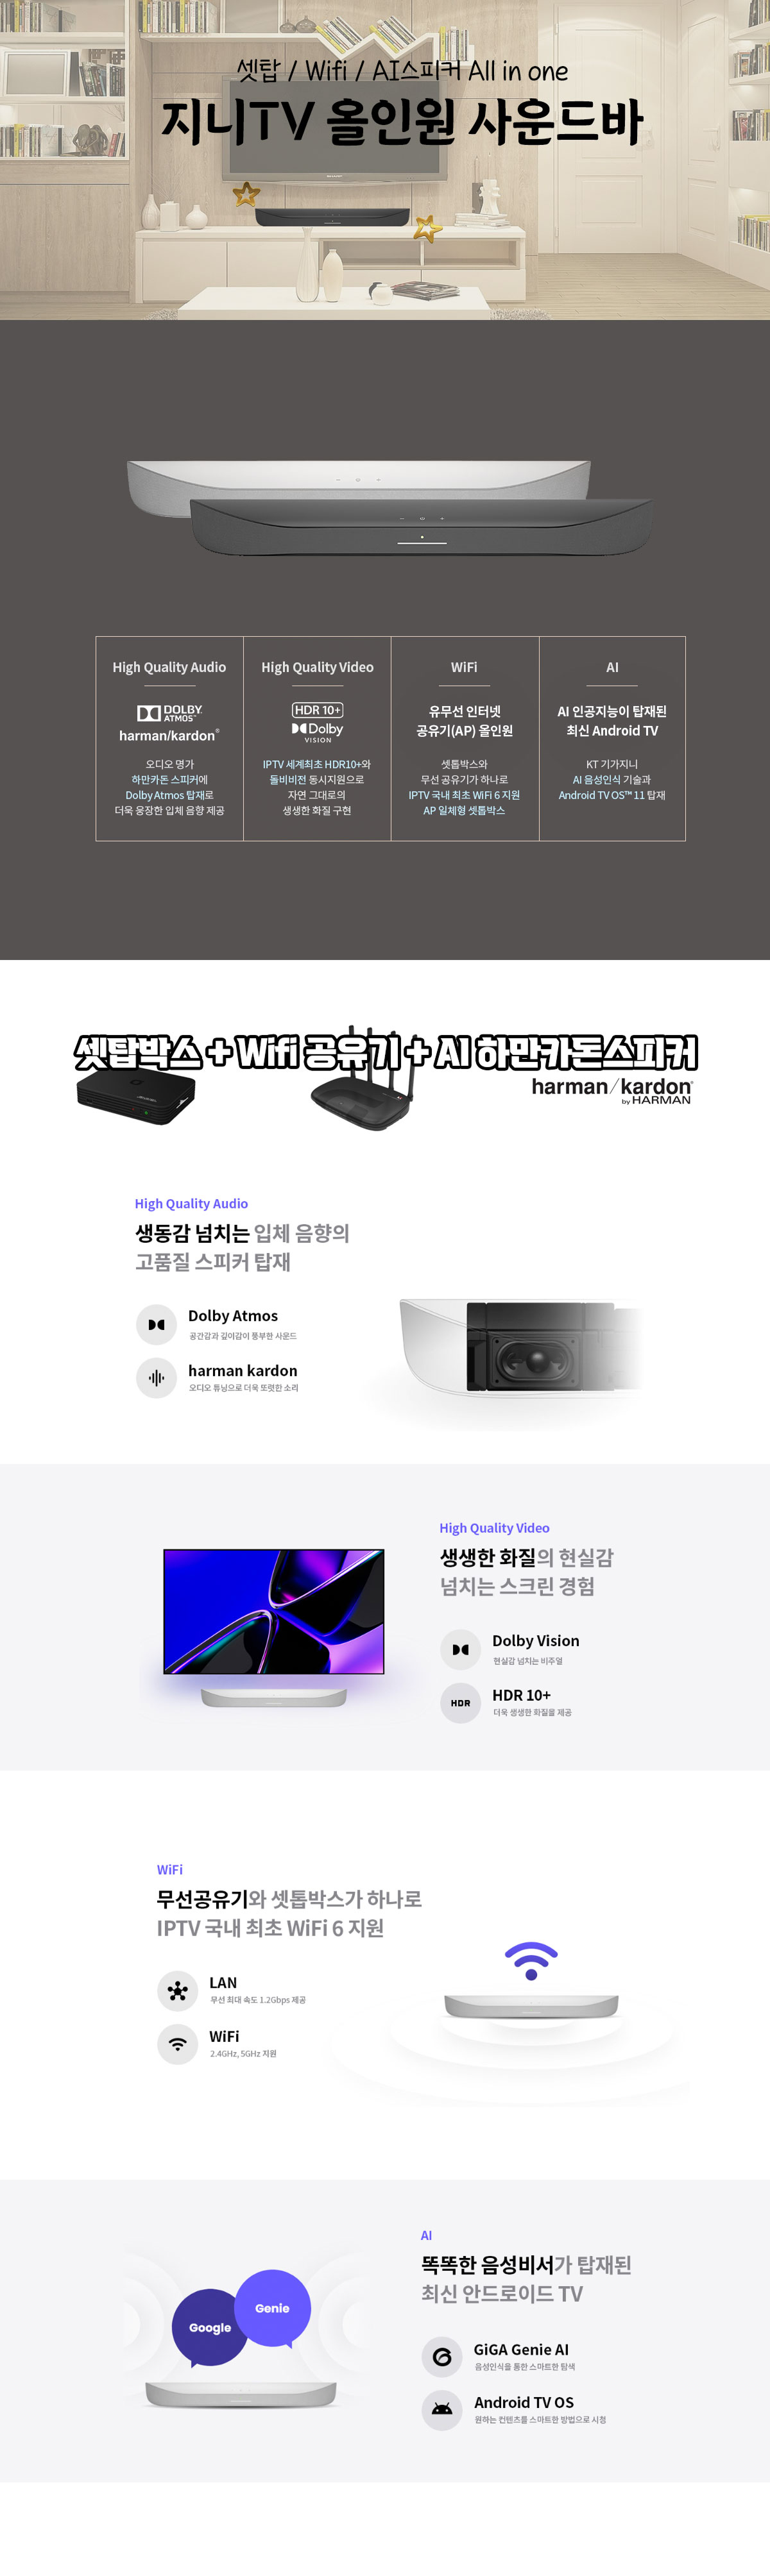 셋탑 / Wifi / AI스피커 All in one
지니TV 올인원 사운드바
High Quality Audio
DOLBY
ATMOS
harman/kardon®
오디오 명가
하만카돈 스피커에
Dolby Atmos 탑재로
더욱 웅장한 입체 음향 제공
High Quality Video
HDR 10+
Dolby
VISION
IPTV 세계최초 HDR10+와
돌비비전 동시지원으로
자연 그대로의
생생한 화질 구현
WiFi
유무선 인터넷
공유기(AP) 올인원
셋톱박스와
무선 공유기가 하나로
IPTV 국내 최초 WiFi 6 지원
AP 일체형 셋톱박스
AI
AI 인공지능이 탑재된
최신 Android TV
KT 기가지니
AI 음성인식 기술과
Android TV OS™ 11 탑재
셋탑박스 + Wifi 공유기 + AI 하만카돈스피커
harman/kardon®
by HARMAN
High Quality Audio
생동감 넘치는 입체 음향의
고품질 스피커 탑재
Dolby Atmos
공간감과 깊이감이 풍부한 사운드
harman kardon
오디오 튜닝으로 더욱 또렷한 소리
High Quality Video
생생한 화질의 현실감
넘치는 스크린 경험
Dolby Vision
현실감 넘치는 비주얼
HDR
HDR 10+
더욱 생생한 화질을 제공
WiFi
무선공유기와 셋톱박스가 하나로
IPTV 국내 최초 WiFi 6 지원
LAN
무선 최대 속도 1.2Gbps 제공
WiFi
2.4GHz, 5GHz 지원
AI
똑똑한 음성비서가 탑재된
최신 안드로이드 TV
Google
Genie
GiGA Genie AI
음성인식을 통한 스마트한 탐색
Android TV OS
원하는 컨텐츠를 스마트한 방법으로 시청